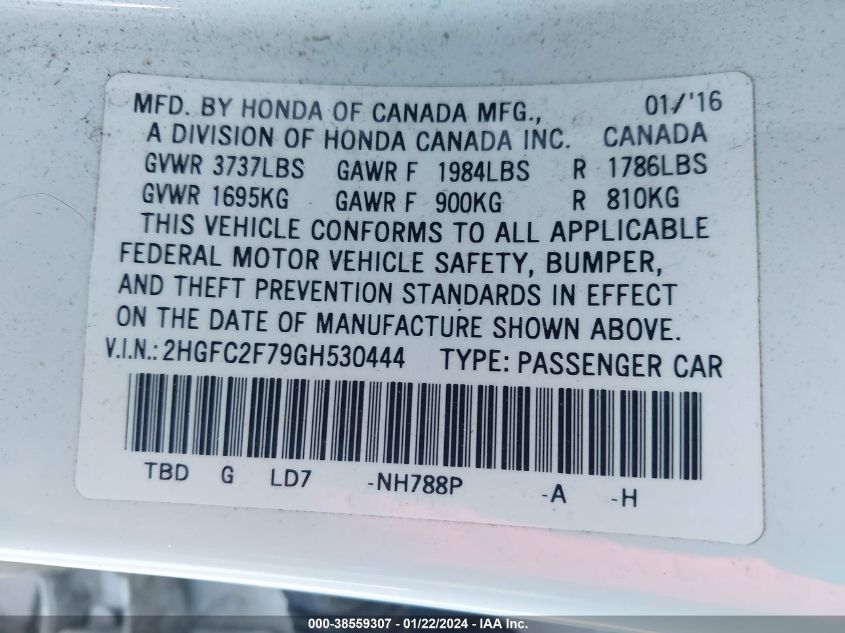 MFD. BY HONDA OF CANADA MFG., 01/'16
A DIVISION OF HONDA CANADA INC. CANADA
GVWR 3737LBS GAWR F 1984LBS R 1786LBS
GVWR 1695KG GAWR F 900KG R 810KG
THIS VEHICLE CONFORMS TO ALL APPLICABLE
FEDERAL MOTOR VEHICLE SAFETY, BUMPER,
AND THEFT PREVENTION STANDARDS IN EFFECT
ON THE DATE OF MANUFACTURE SHOWN ABOVE.
V.I.N.: 2HGFC2F79GH530444 TYPE: PASSENGER CAR
TBD G LD7 -NH788P -A -H
000-38559307 - 01/22/2024 - IAA Inc.